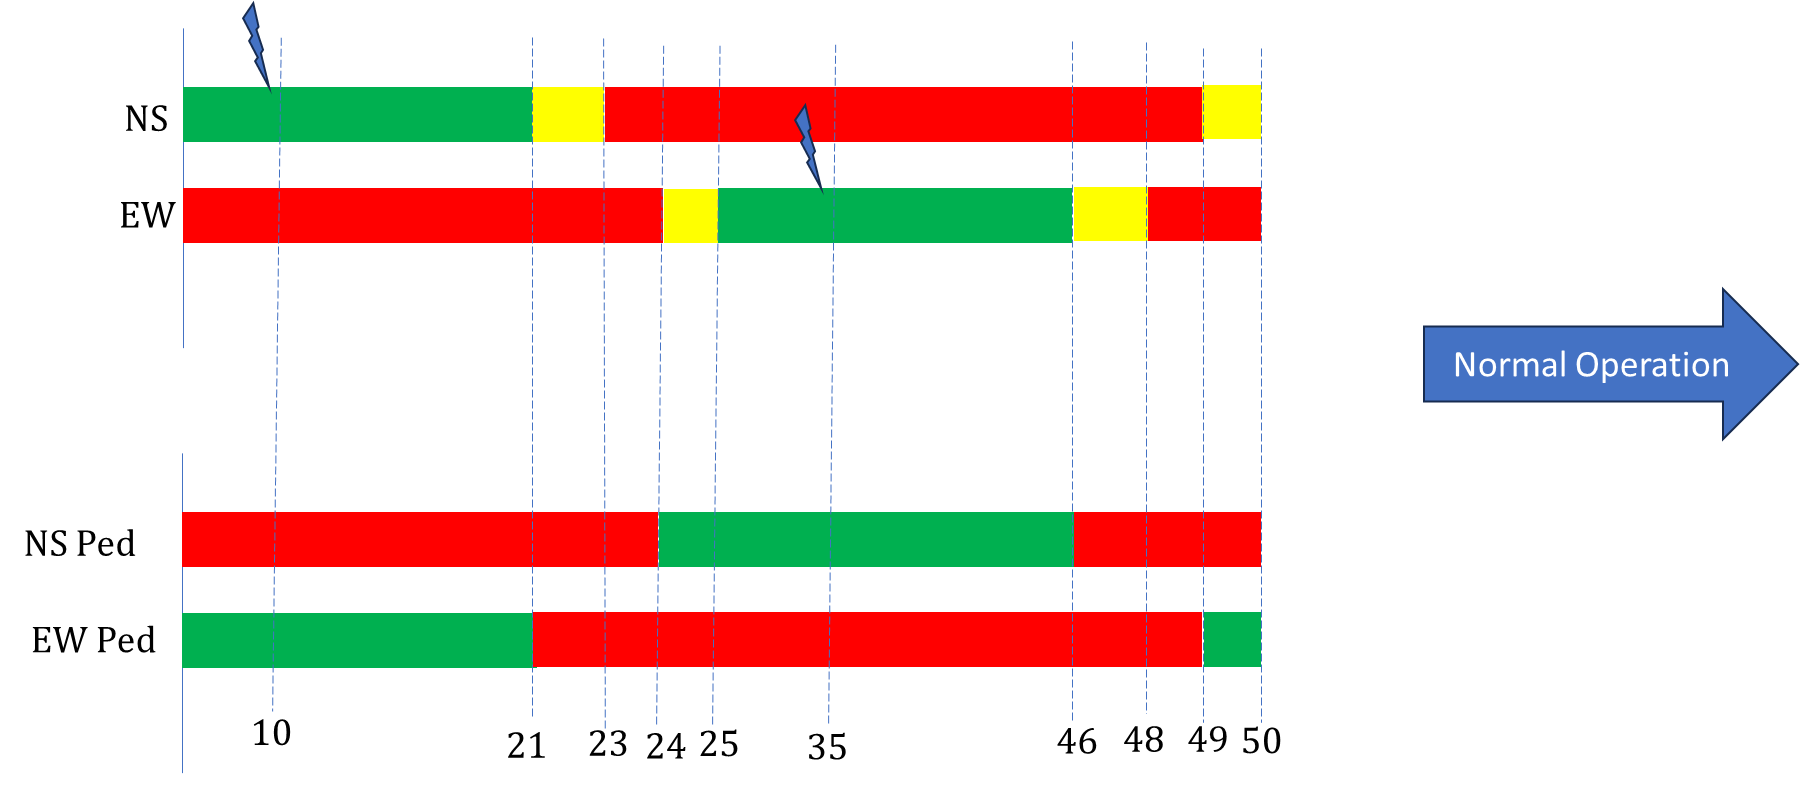 NS
EW
Normal Operation
NS Ped
EW Ped
10 21 23 24 25 35 46 48 49 50